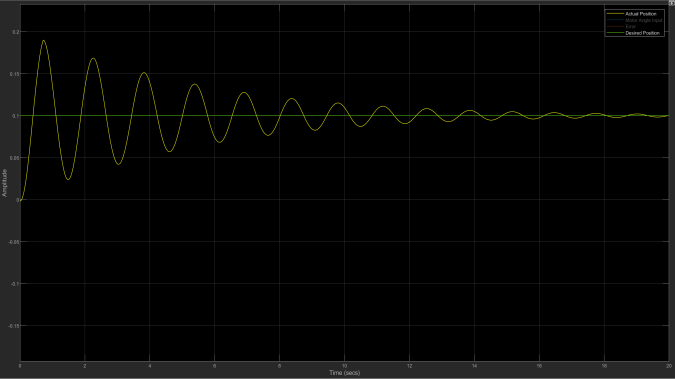 Actual Position
Motor Angle Input
Error
Desired Position
0.2
0.15
0.1
0.05
0
-0.05
-0.1
-0.15
Amplitude
0 2 4 6 8 10 12 14 16 18 20
Time (secs)